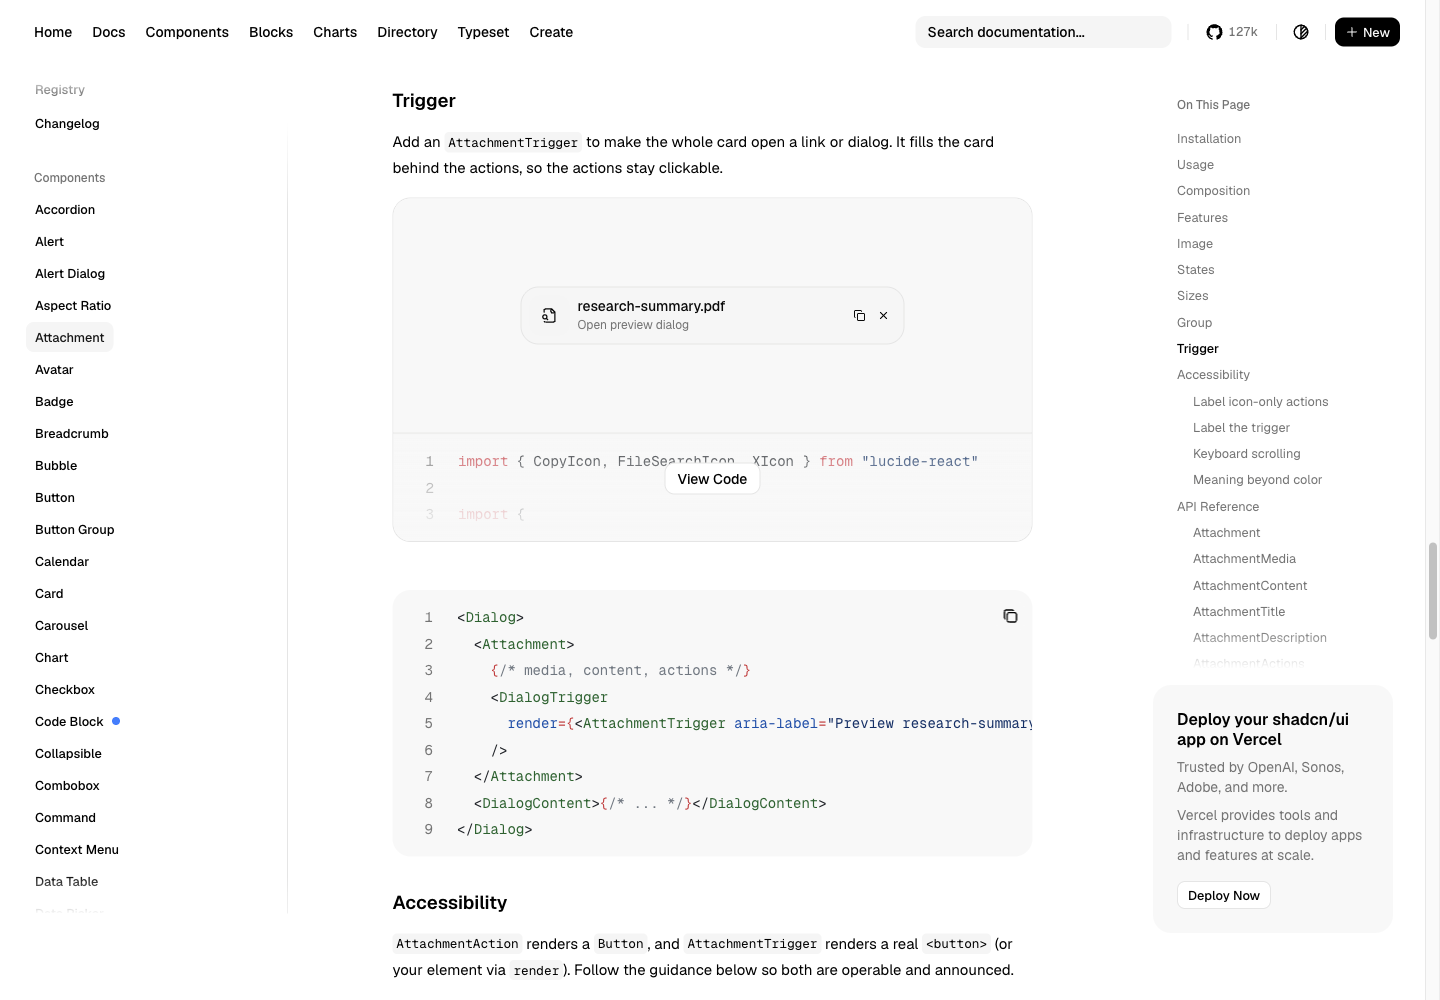 Home Docs Components Blocks Charts Directory Typeset Create
Search documentation...
127k
New
Registry
Changelog
Components
Accordion
Alert
Alert Dialog
Aspect Ratio
Attachment
Avatar
Badge
Breadcrumb
Bubble
Button
Button Group
Calendar
Card
Carousel
Chart
Checkbox
Code Block
Collapsible
Combobox
Command
Context Menu
Data Table
Date Picker
Trigger
Add an AttachmentTrigger to make the whole card open a link or dialog. It fills the card
behind the actions, so the actions stay clickable.
research-summary.pdf
Open preview dialog
1 import { CopyIcon, FileSearchIcon, XIcon } from "lucide-react"
View Code
2
3 import {
1 <Dialog>
2 <Attachment>
3 {/* media, content, actions */}
4 <DialogTrigger
5 render={<AttachmentTrigger aria-label="Preview research-summary
6 />
7 </Attachment>
8 <DialogContent>{/* ... */}</DialogContent>
9 </Dialog>
Accessibility
AttachmentAction renders a Button, and AttachmentTrigger renders a real <button> (or
your element via render). Follow the guidance below so both are operable and announced.
On This Page
Installation
Usage
Composition
Features
Image
States
Sizes
Group
Trigger
Accessibility
Label icon-only actions
Label the trigger
Keyboard scrolling
Meaning beyond color
API Reference
Attachment
AttachmentMedia
AttachmentContent
AttachmentTitle
AttachmentDescription
AttachmentActions
Deploy your shadcn/ui
app on Vercel
Trusted by OpenAI, Sonos,
Adobe, and more.
Vercel provides tools and
infrastructure to deploy apps
and features at scale.
Deploy Now